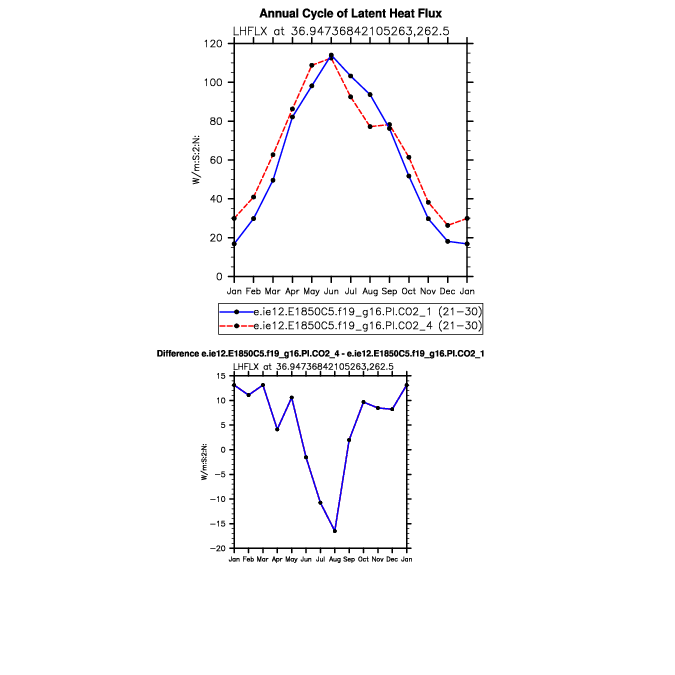 Annual Cycle of Latent Heat Flux
LHFLX at 36.94736842105263,262.5
120
100
80
60
40
20
0
W/m:S:2:N:
Jan Feb Mar Apr May Jun Jul Aug Sep Oct Nov Dec Jan
e.ie12.E1850C5.f19_g16.PI.CO2_1 (21-30)
e.ie12.E1850C5.f19_g16.PI.CO2_4 (21-30)
Difference e.ie12.E1850C5.f19_g16.PI.CO2_4 - e.ie12.E1850C5.f19_g16.PI.CO2_1
LHFLX at 36.94736842105263,262.5
15
10
5
0
-5
-10
-15
-20
W/m:S:2:N:
Jan Feb Mar Apr May Jun Jul Aug Sep Oct Nov Dec Jan